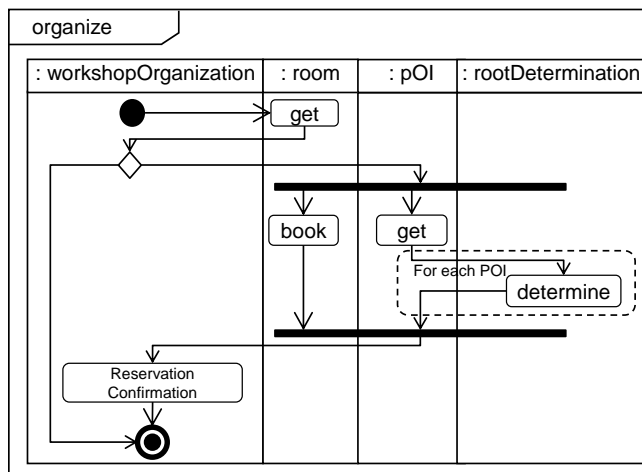 organize
: workshopOrganization
: room
: pOI
: rootDetermination
get
book
get
For each POI
determine
Reservation
Confirmation